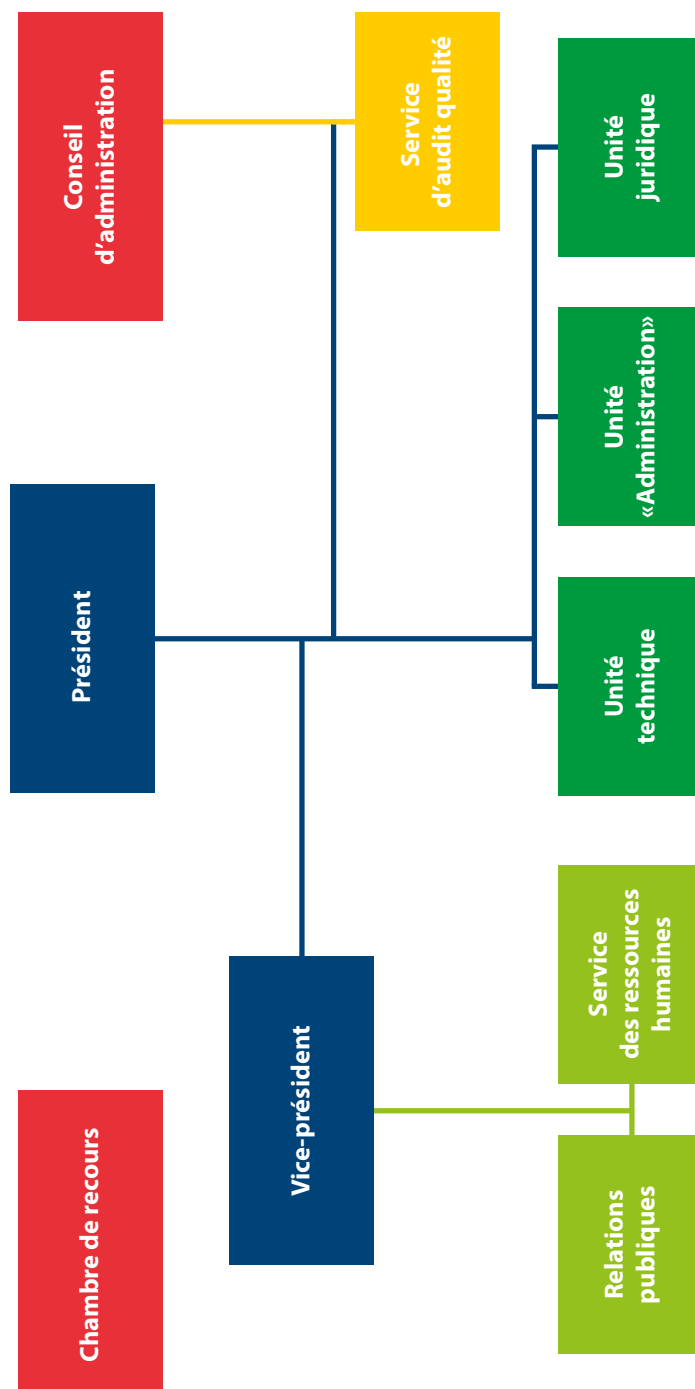 Chambre de recours
Président
Conseil
d’administration
Vice-président
Service
d’audit qualité
Relations
publiques
Service
des ressources
humaines
Unité
technique
Unité
«Administration»
Unité
juridique